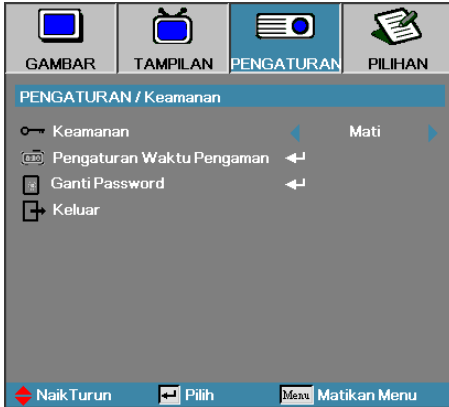 GAMBAR TAMPILAN PENGATURAN PILIHAN
PENGATURAN / Keamanan
Keamanan Mati
Pengaturan Waktu Pengaman
Ganti Password
Keluar
NaikTurun Pilih Menu Matikan Menu